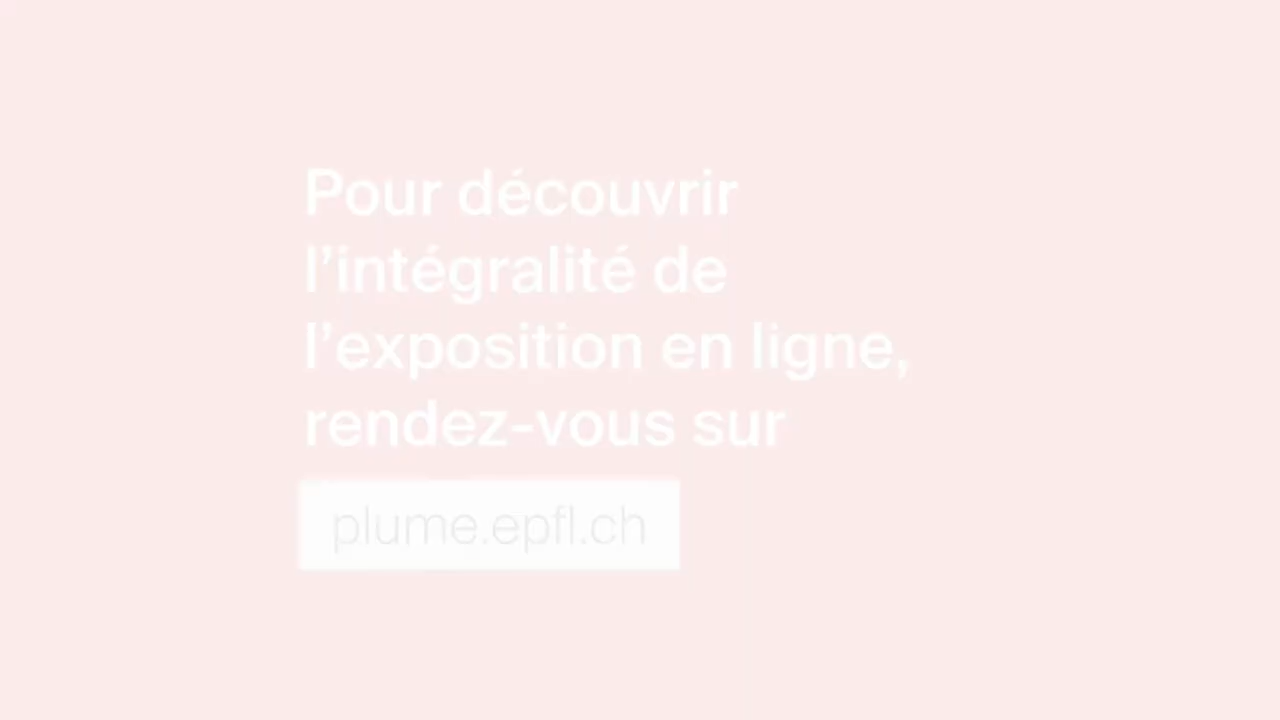 Pour découvrir
l'intégralité de
l'exposition en ligne,
rendez-vous sur
plume.epfl.ch